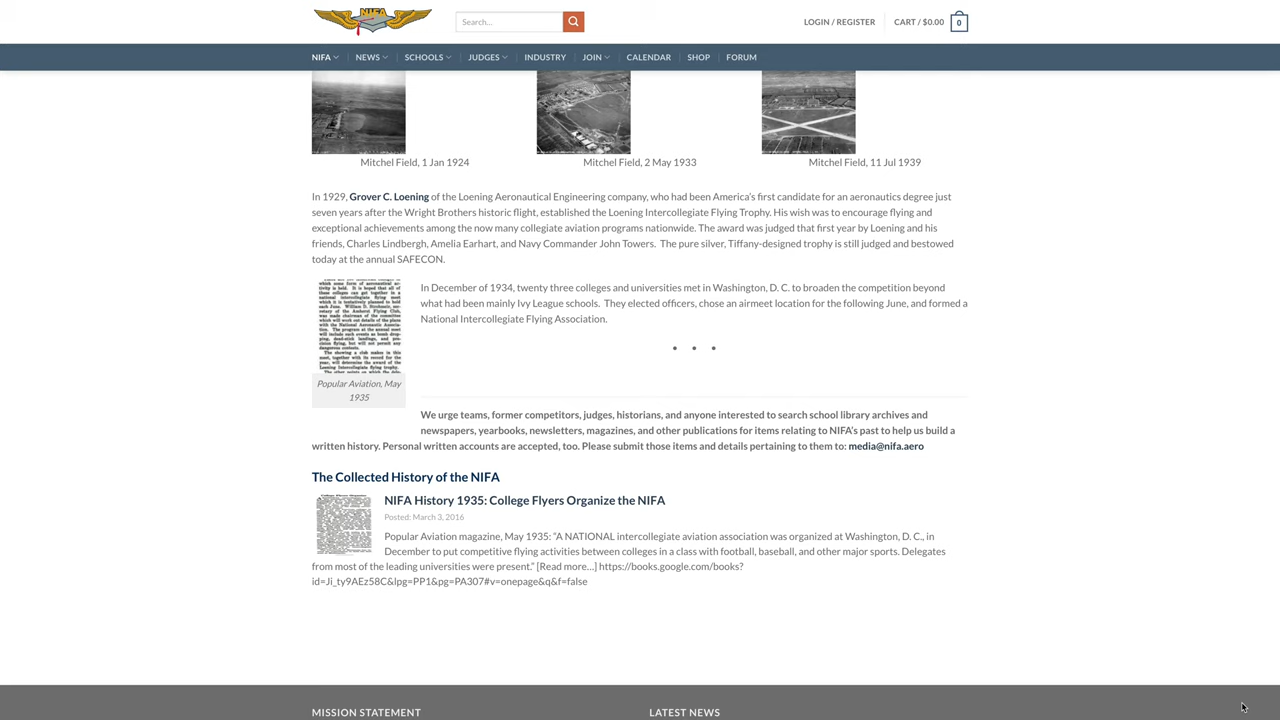 NIFA
Search...
LOGIN / REGISTER
CART / $0.00
0
NIFA
NEWS
SCHOOLS
JUDGES
INDUSTRY
JOIN
CALENDAR
SHOP
FORUM
Mitchel Field, 1 Jan 1924
Mitchel Field, 2 May 1933
Mitchel Field, 11 Jul 1939
In 1929, Grover C. Loening of the Loening Aeronautical Engineering company, who had been America's first candidate for an aeronautics degree just
seven years after the Wright Brothers historic flight, established the Loening Intercollegiate Flying Trophy. His wish was to encourage flying and
exceptional achievements among the now many collegiate aviation programs nationwide. The award was judged that first year by Loening and his
friends, Charles Lindbergh, Amelia Earhart, and Navy Commander John Towers. The pure silver, Tiffany-designed trophy is still judged and bestowed
today at the annual SAFECON.
In December of 1934, twenty three colleges and universities met in Washington, D. C. to broaden the competition beyond
what had been mainly Ivy League schools. They elected officers, chose an airmeet location for the following June, and formed a
National Intercollegiate Flying Association.
• • •
Popular Aviation, May
1935
We urge teams, former competitors, judges, historians, and anyone interested to search school library archives and
newspapers, yearbooks, newsletters, magazines, and other publications for items relating to NIFA's past to help us build a
written history. Personal written accounts are accepted, too. Please submit those items and details pertaining to them to: media@nifa.aero
The Collected History of the NIFA
NIFA History 1935: College Flyers Organize the NIFA
Posted: March 3, 2016
Popular Aviation magazine, May 1935: “A NATIONAL intercollegiate aviation association was organized at Washington, D. C., in
December to put competitive flying activities between colleges in a class with football, baseball, and other major sports. Delegates
from most of the leading universities were present.” [Read more…] https://books.google.com/books?
id=Ji_ty9AEz58C&lpg=PP1&pg=PA307#v=onepage&q&f=false
MISSION STATEMENT
LATEST NEWS